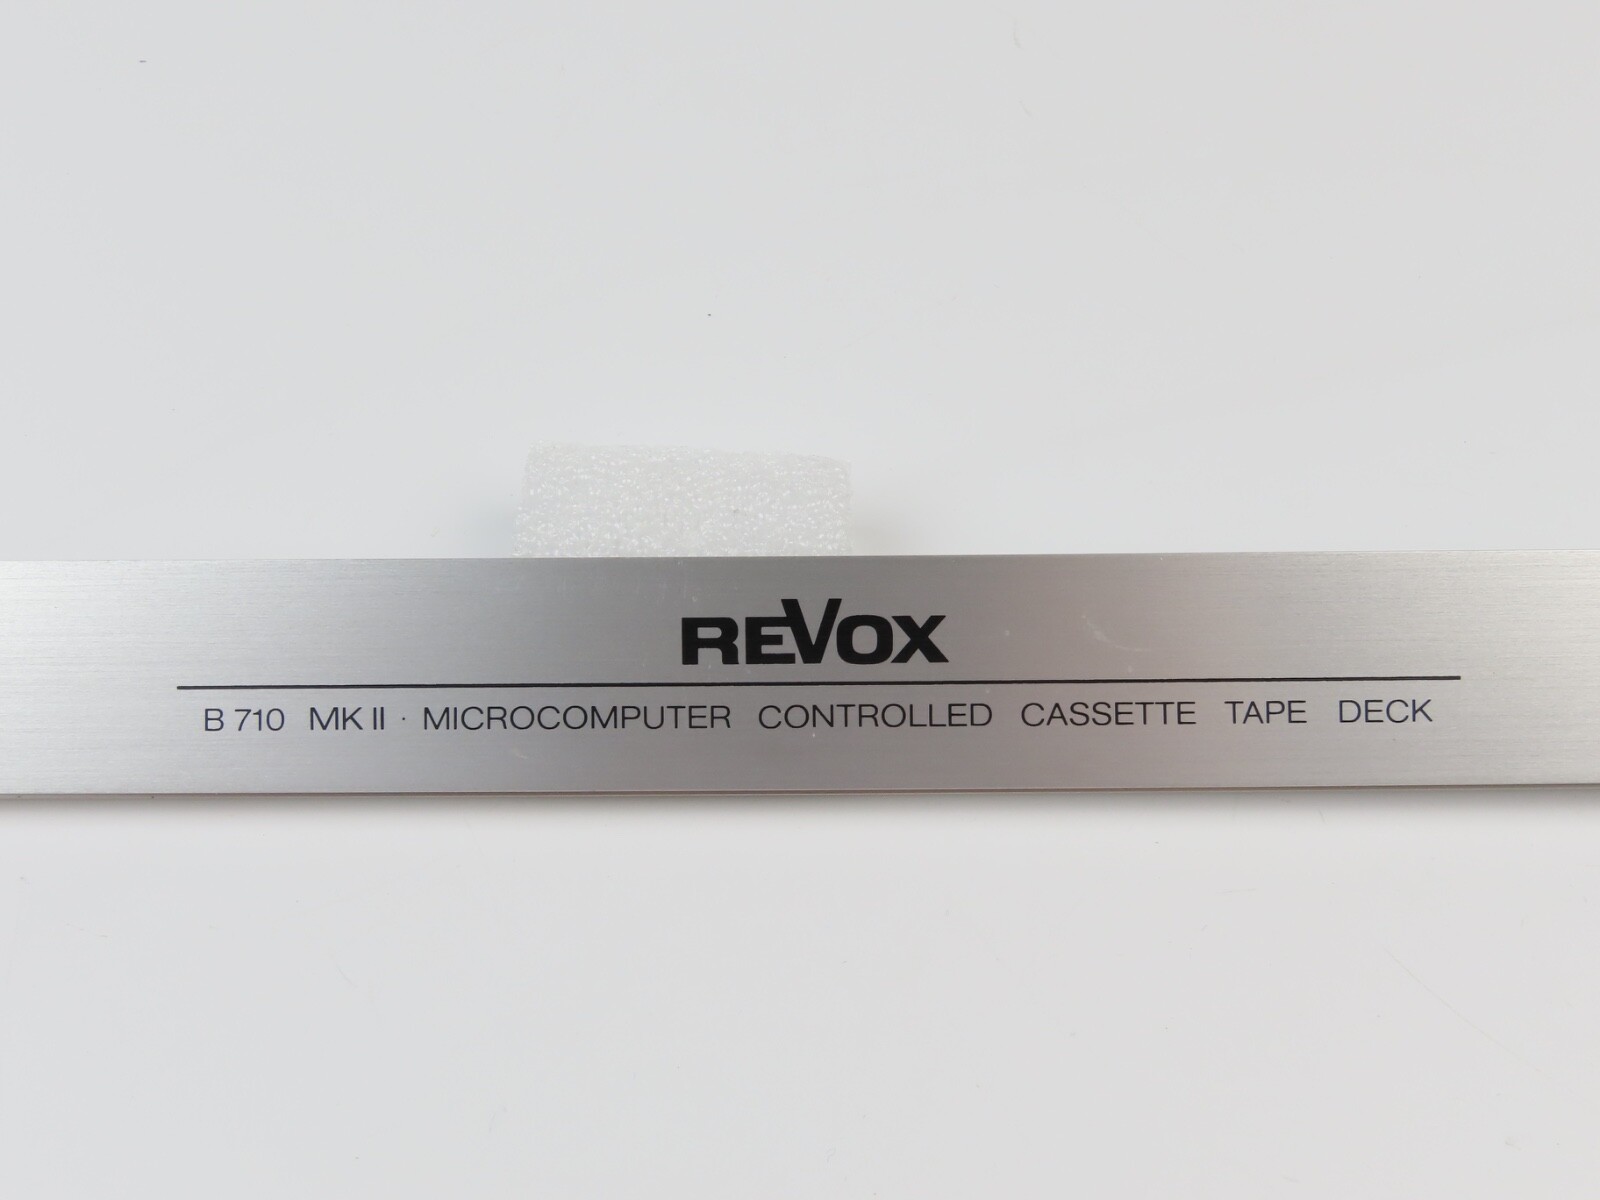 REVOX
B 710 MK II · MICROCOMPUTER CONTROLLED CASSETTE TAPE DECK